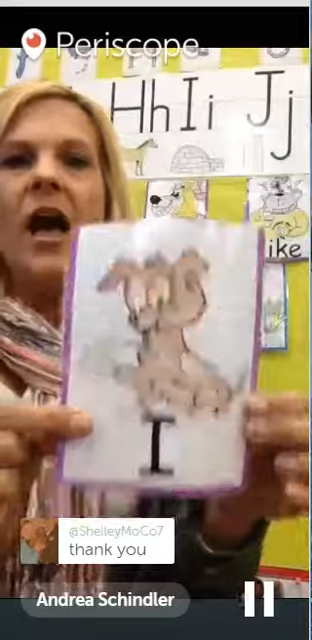 Periscope
Hh Ii Jj
ike
I
@ShelleyMoCo7
thank you
Andrea Schindler